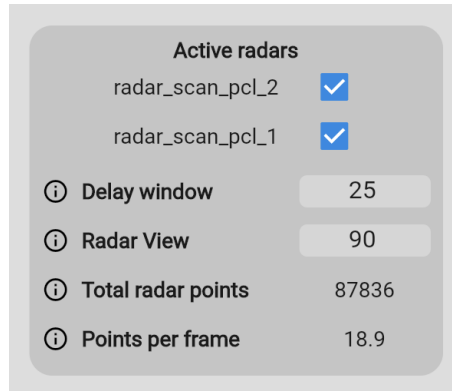 Active radars
radar_scan_pcl_2
radar_scan_pcl_1
Delay window 25
Radar View 90
Total radar points 87836
Points per frame 18.9